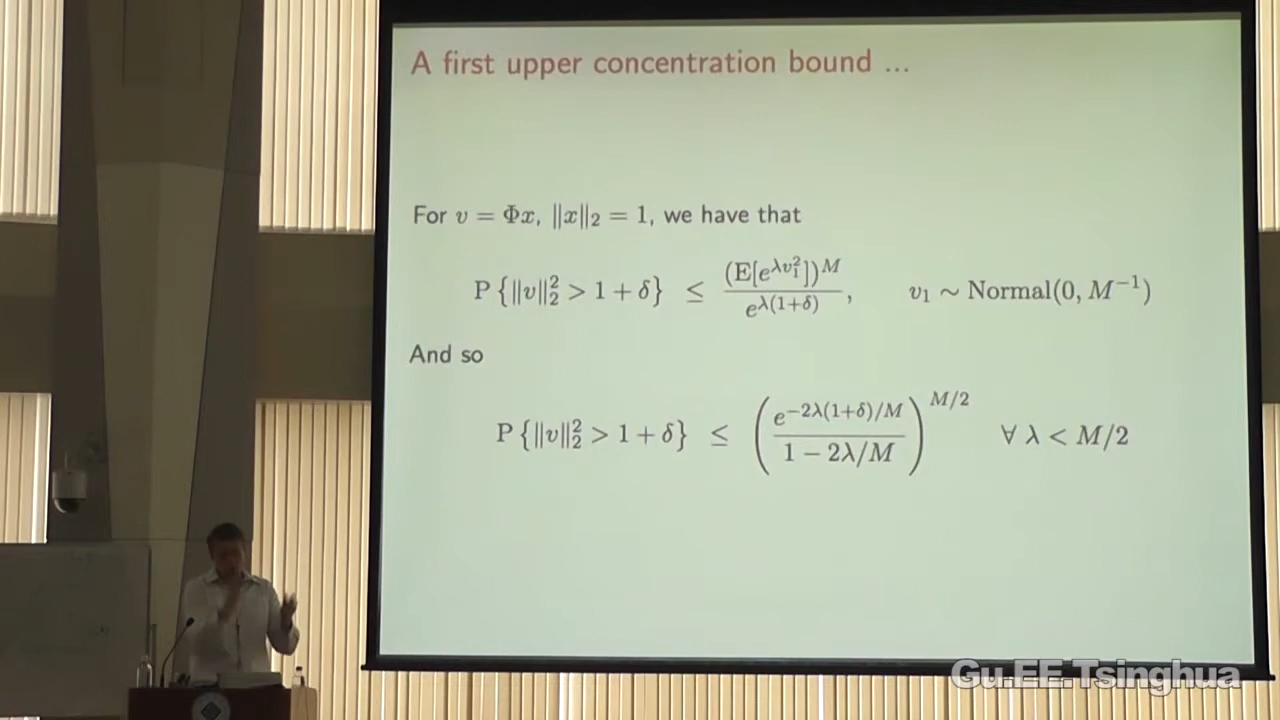 A first upper concentration bound ...
For v = Φx, ‖x‖₂ = 1, we have that
P {‖v‖₂² > 1 + δ} ≤ (E[e^{λv₁²}])^M / e^{λ(1+δ)}, v₁ ∼ Normal(0, M⁻¹)
And so
P {‖v‖₂² > 1 + δ} ≤ (e^{−2λ(1+δ)/M} / 1 − 2λ/M)^{M/2} ∀ λ < M/2
Gu.EE.Tsinghua